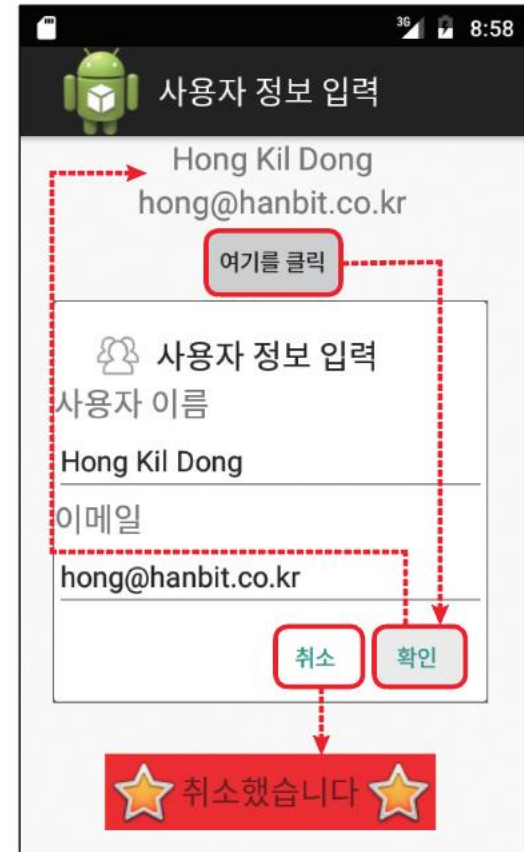 3G 8:58
사용자 정보 입력
Hong Kil Dong
hong@hanbit.co.kr
여기를 클릭
사용자 정보 입력
사용자 이름
Hong Kil Dong
이메일
hong@hanbit.co.kr
취소 확인
취소했습니다